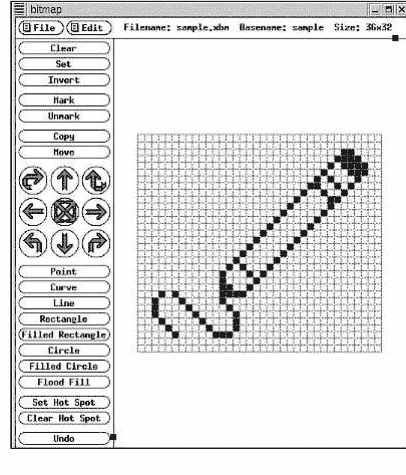 bitmap
File Edit Filename: sample.xbm Basename: sample Size: 36x32
Clear
Set
Invert
Mark
Unmark
Copy
Move
Point
Curve
Line
Rectangle
Filled Rectangle
Circle
Filled Circle
Flood Fill
Set Hot Spot
Clear Hot Spot
Undo